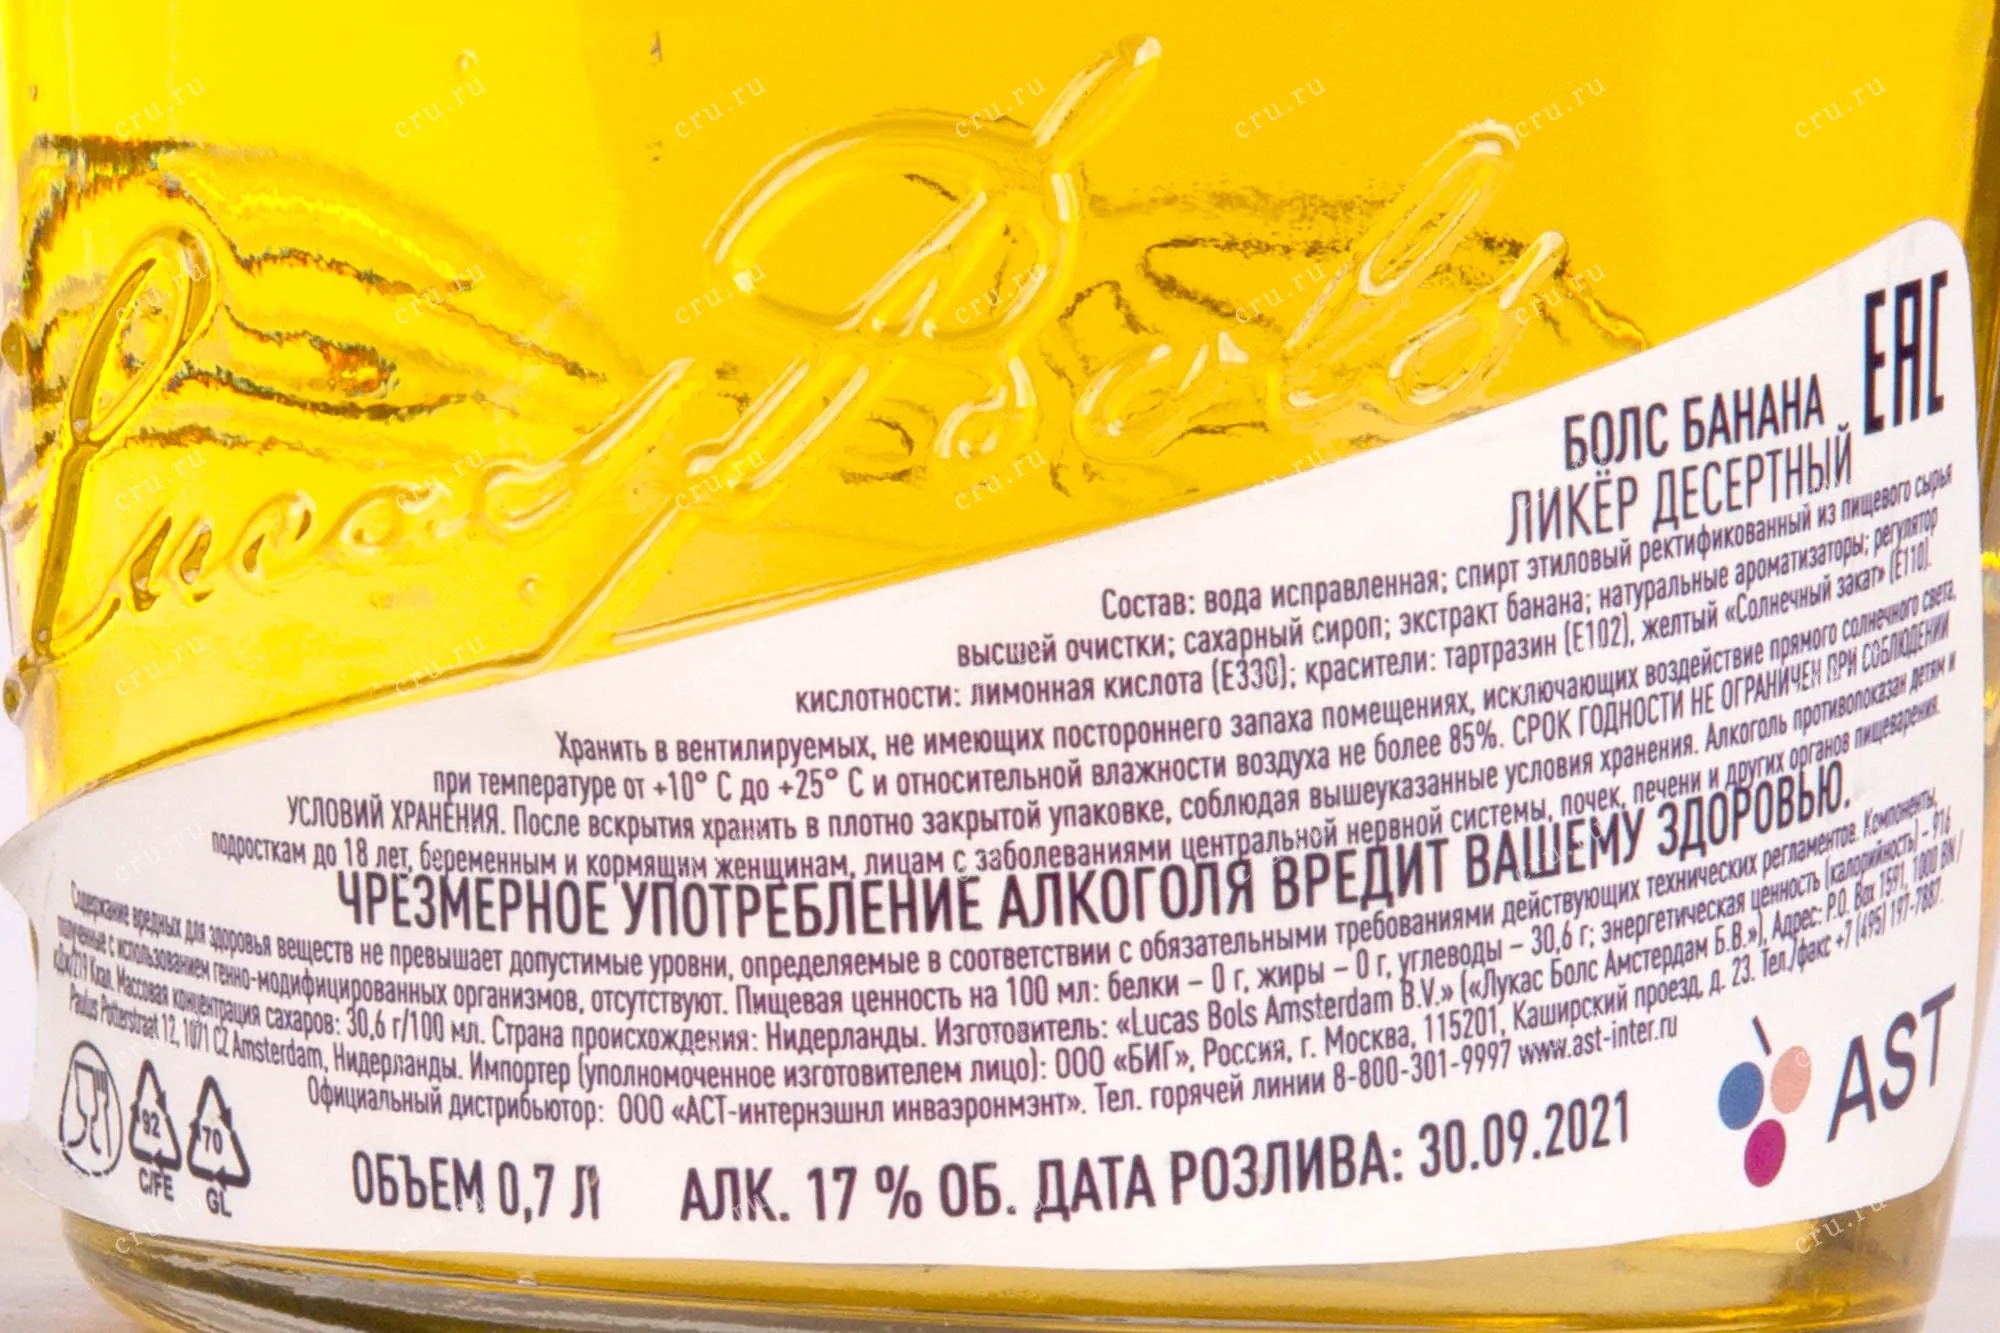 Lucas Bols
EAC
БОЛС БАНАНА
ЛИКЁР ДЕСЕРТНЫЙ
Состав: вода исправленная; спирт этиловый ректификованный из пищевого сырья
высшей очистки; сахарный сироп; экстракт банана; натуральные ароматизаторы; регулятор
кислотности: лимонная кислота (Е330); красители: тартразин (Е102), желтый «Солнечный закат» (Е110).
Хранить в вентилируемых, не имеющих постороннего запаха помещениях, исключающих воздействие прямого солнечного света,
при температуре от +10° С до +25° С и относительной влажности воздуха не более 85%. СРОК ГОДНОСТИ НЕ ОГРАНИЧЕН ПРИ СОБЛЮДЕНИИ
УСЛОВИЙ ХРАНЕНИЯ. После вскрытия хранить в плотно закрытой упаковке, соблюдая вышеуказанные условия хранения. Алкоголь противопоказан детям и
подросткам до 18 лет, беременным и кормящим женщинам, лицам с заболеваниями центральной нервной системы, почек, печени и других органов пищеварения.
ЧРЕЗМЕРНОЕ УПОТРЕБЛЕНИЕ АЛКОГОЛЯ ВРЕДИТ ВАШЕМУ ЗДОРОВЬЮ.
Содержание вредных для здоровья веществ не превышает допустимые уровни, определяемые в соответствии с обязательными требованиями действующих технических регламентов. Компоненты,
полученные с использованием генно-модифицированных организмов, отсутствуют. Пищевая ценность на 100 мл: белки – 0 г, жиры – 0 г, углеводы – 30,6 г; энергетическая ценность (калорийность) – 916
кДж/219 Ккал. Массовая концентрация сахаров: 30,6 г/100 мл. Страна происхождения: Нидерланды. Изготовитель: «Lucas Bols Amsterdam B.V.» («Лукас Болс Амстердам Б.В.»), Адрес: P.O. Box 1591, 1000 BN /
Paulus Potterstraat 12, 1071 CZ Amsterdam, Нидерланды. Импортер (уполномоченное изготовителем лицо): ООО «БИГ», Россия, г. Москва, 115201, Каширский проезд, д. 23. Тел./факс +7 (495) 197-7887.
Официальный дистрибьютор: ООО «АСТ-интернэшнл инваэронмэнт». Тел. горячей линии 8-800-301-9997 www.ast-inter.ru
92
C/FE
70
GL
ОБЪЕМ 0,7 Л АЛК. 17 % ОБ. ДАТА РОЗЛИВА: 30.09.2021
AST
cru.ru